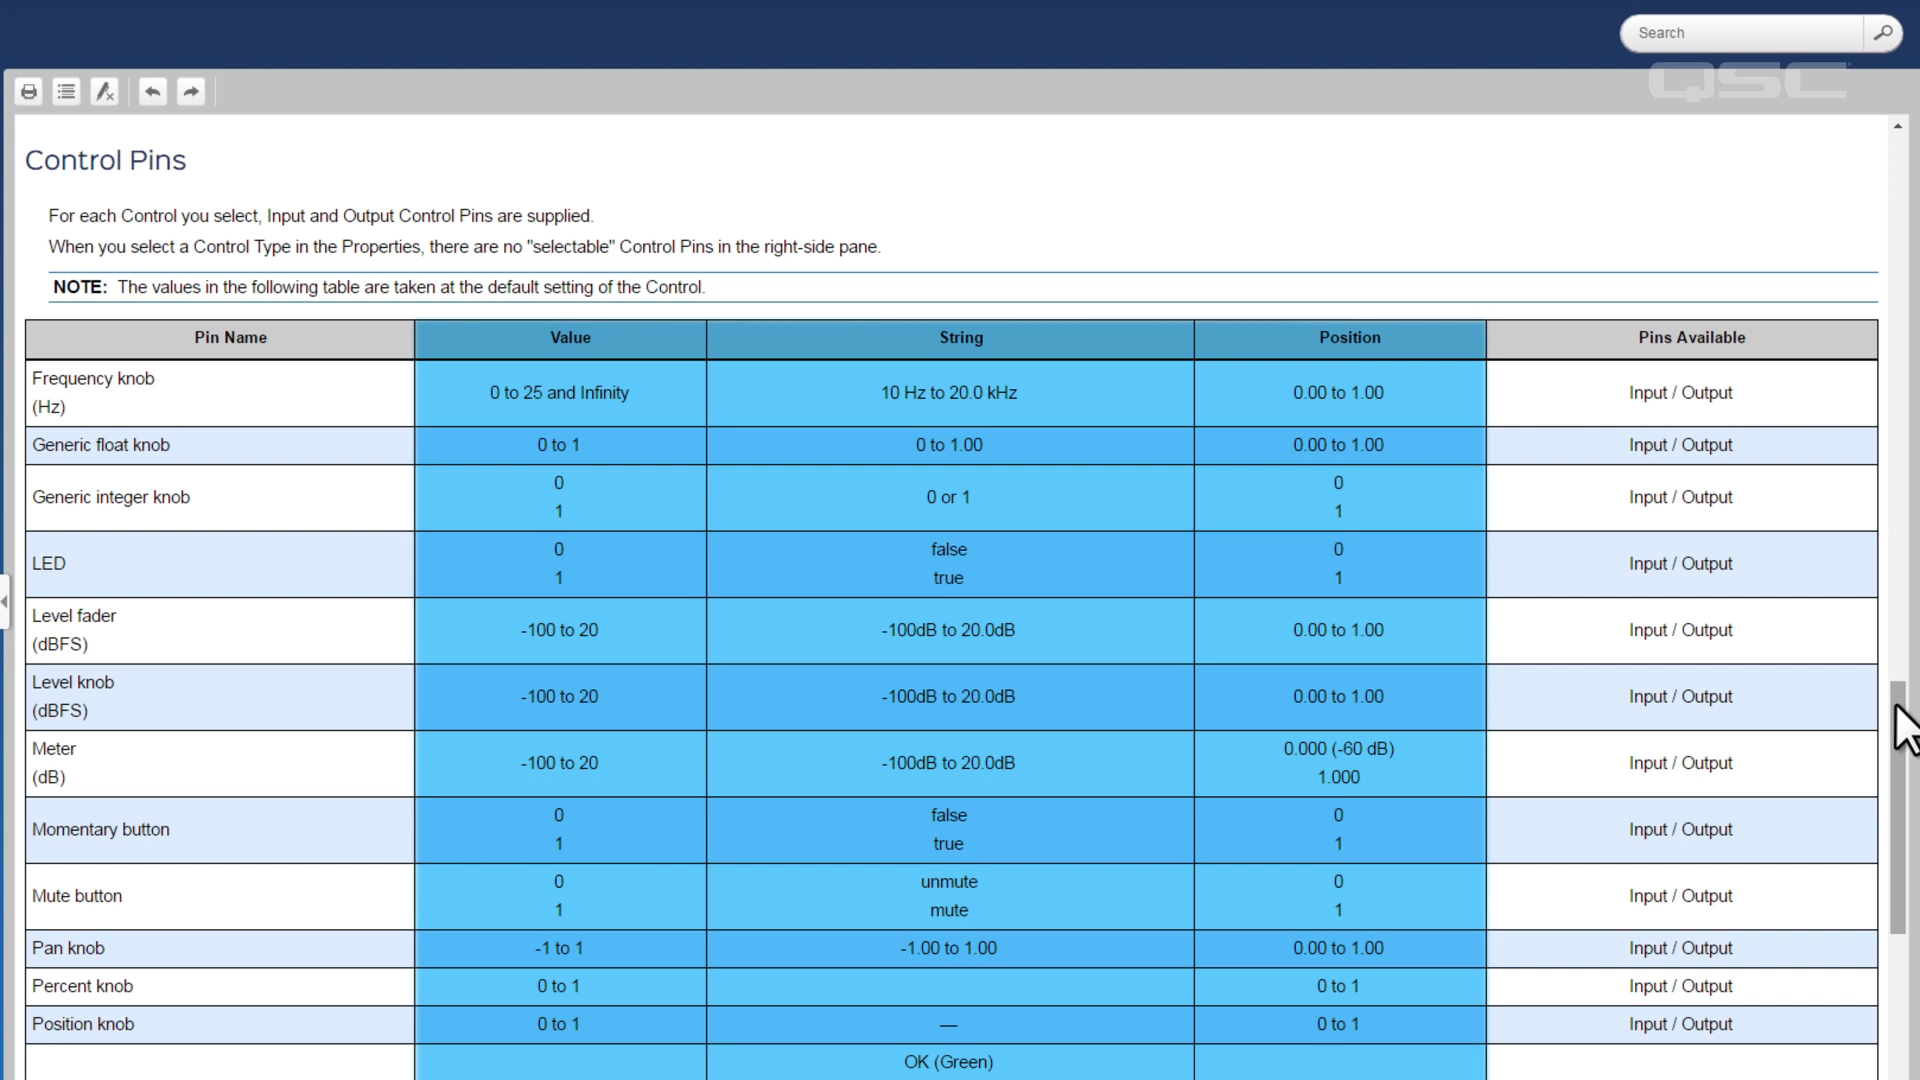 Search
QSC
Control Pins
For each Control you select, Input and Output Control Pins are supplied.
When you select a Control Type in the Properties, there are no "selectable" Control Pins in the right-side pane.
NOTE: The values in the following table are taken at the default setting of the Control.
Pin Name Value String Position Pins Available
Frequency knob
(Hz)
0 to 25 and Infinity 10 Hz to 20.0 kHz 0.00 to 1.00 Input / Output
Generic float knob 0 to 1 0 to 1.00 0.00 to 1.00 Input / Output
Generic integer knob
0
1
0 or 1
0
1
Input / Output
LED
0
1
false
true
0
1
Input / Output
Level fader
(dBFS)
-100 to 20 -100dB to 20.0dB 0.00 to 1.00 Input / Output
Level knob
(dBFS)
-100 to 20 -100dB to 20.0dB 0.00 to 1.00 Input / Output
Meter
(dB)
-100 to 20 -100dB to 20.0dB
0.000 (-60 dB)
1.000
Input / Output
Momentary button
0
1
false
true
0
1
Input / Output
Mute button
0
1
unmute
mute
0
1
Input / Output
Pan knob -1 to 1 -1.00 to 1.00 0.00 to 1.00 Input / Output
Percent knob 0 to 1 0 to 1 Input / Output
Position knob 0 to 1 — 0 to 1 Input / Output
OK (Green)